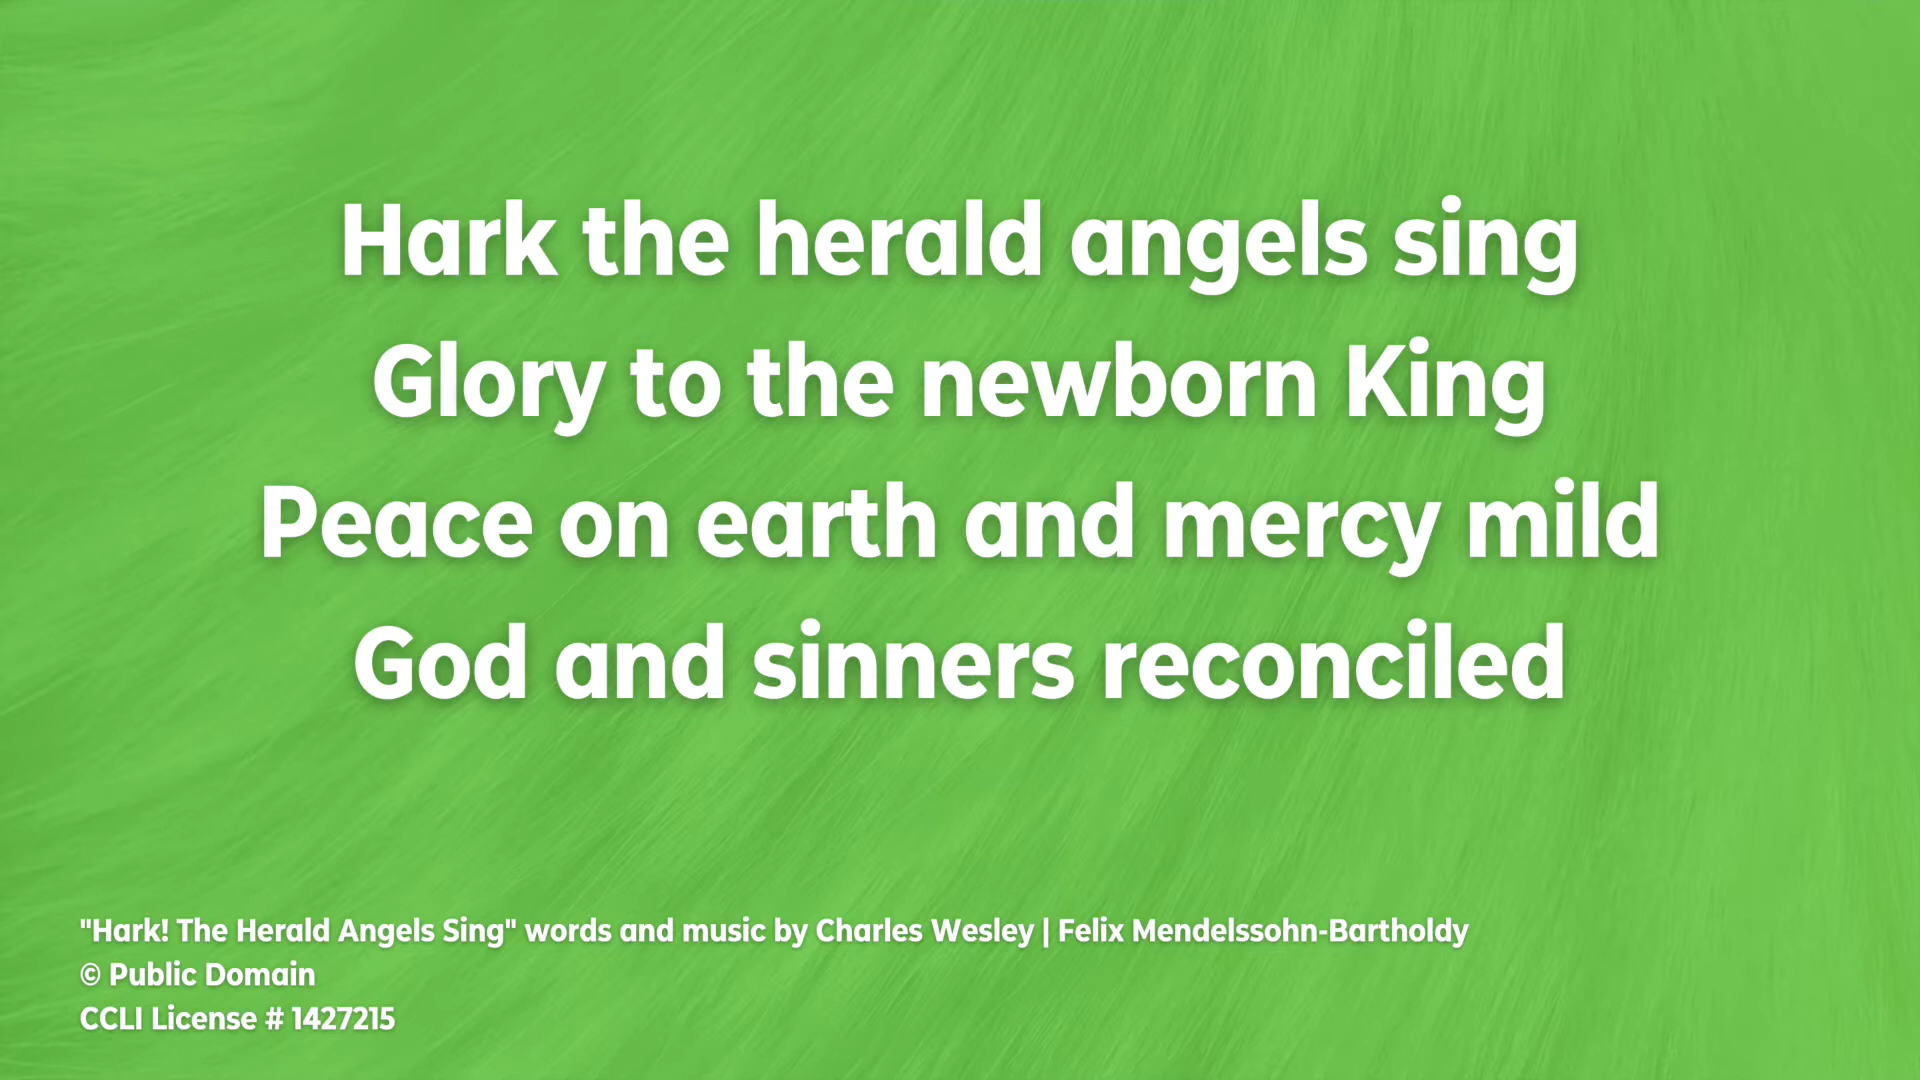 Hark the herald angels sing
Glory to the newborn King
Peace on earth and mercy mild
God and sinners reconciled
"Hark! The Herald Angels Sing" words and music by Charles Wesley | Felix Mendelssohn-Bartholdy
© Public Domain
CCLI License # 1427215